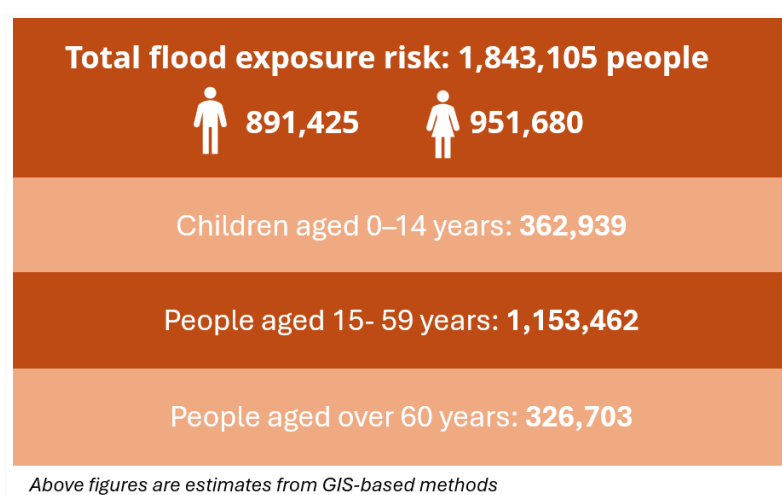 Total flood exposure risk: 1,843,105 people
891,425 951,680
Children aged 0–14 years: 362,939
People aged 15- 59 years: 1,153,462
People aged over 60 years: 326,703
Above figures are estimates from GIS-based methods